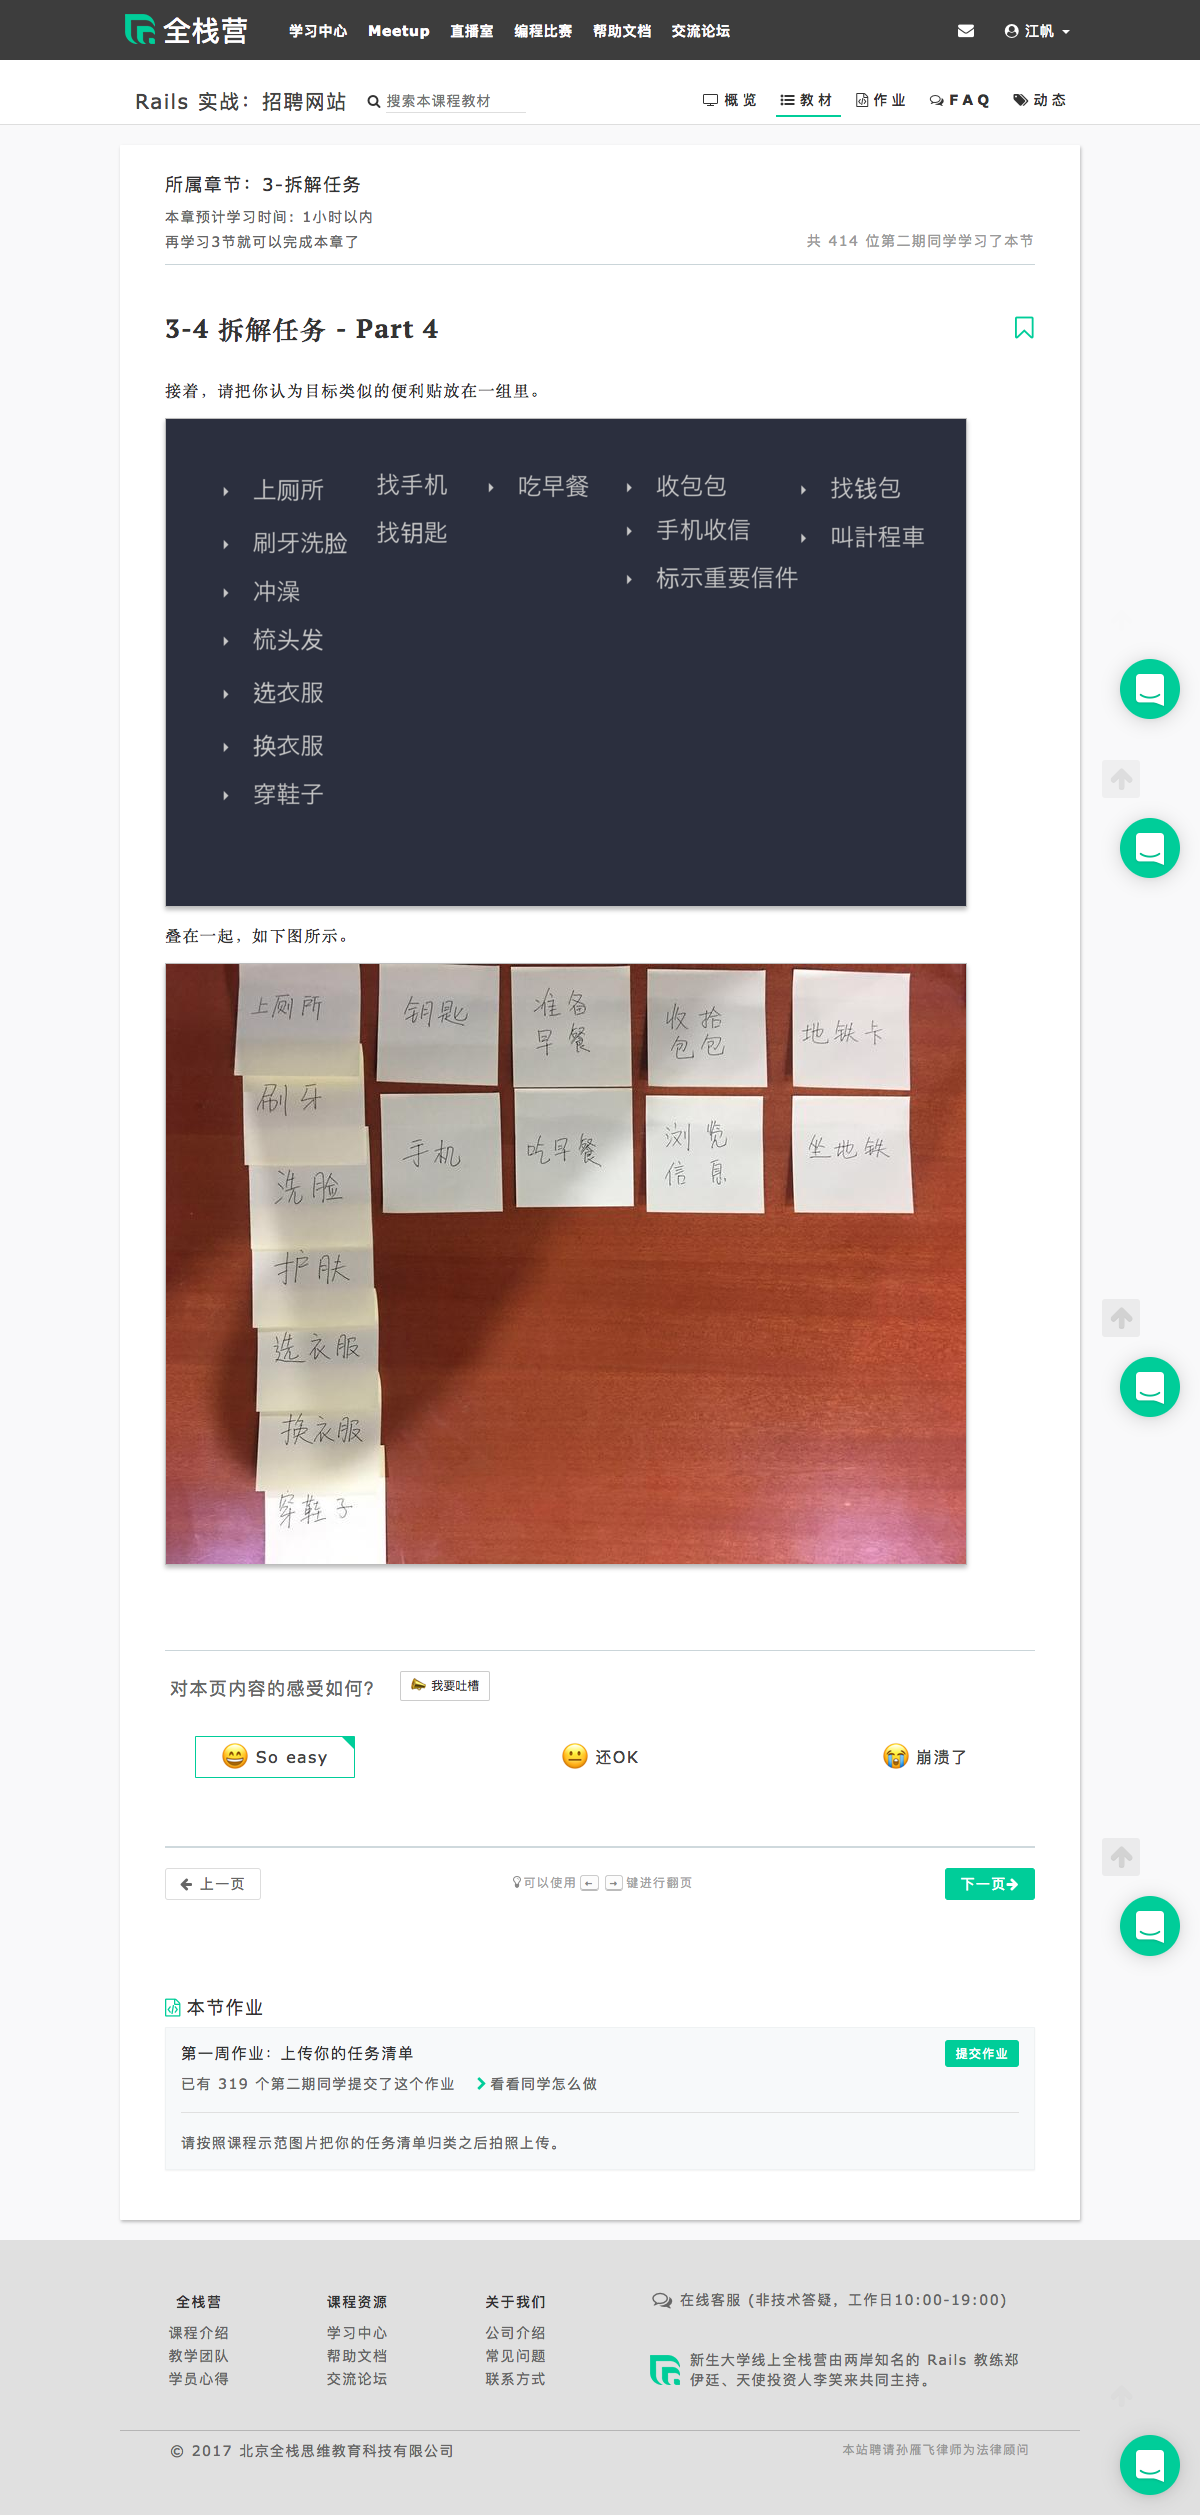 全栈营 学习中心 Meetup 直播室 编程比赛 帮助文档 交流论坛 江帆
Rails 实战：招聘网站 搜索本课程教材 概览 教材 作业 FAQ 动态
所属章节：3-拆解任务
本章预计学习时间：1小时以内
再学习3节就可以完成本章了
共 414 位第二期同学学习了本节
3-4 拆解任务 - Part 4
接着，请把你认为目标类似的便利贴放在一组里。
上厕所
刷牙洗脸
冲澡
梳头发
选衣服
换衣服
穿鞋子
找手机
找钥匙
吃早餐
收包包
手机收信
标示重要信件
找钱包
叫計程車
叠在一起，如下图所示。
上厕所
刷牙
洗脸
护肤
选衣服
换衣服
穿鞋子
钥匙
手机
准备
早餐
吃早餐
收拾
包包
浏览
信息
地铁卡
坐地铁
对本页内容的感受如何？ 我要吐槽
So easy 还OK 崩溃了
← 上一页 可以使用 ← → 键进行翻页 下一页→
本节作业
第一周作业：上传你的任务清单 提交作业
已有 319 个第二期同学提交了这个作业 看看同学怎么做
请按照课程示范图片把你的任务清单归类之后拍照上传。
全栈营
课程介绍
教学团队
学员心得
课程资源
学习中心
帮助文档
交流论坛
关于我们
公司介绍
常见问题
联系方式
在线客服 (非技术答疑，工作日10:00-19:00)
新生大学线上全栈营由两岸知名的 Rails 教练郑
伊廷、天使投资人李笑来共同主持。
© 2017 北京全栈思维教育科技有限公司
本站聘请孙雁飞律师为法律顾问